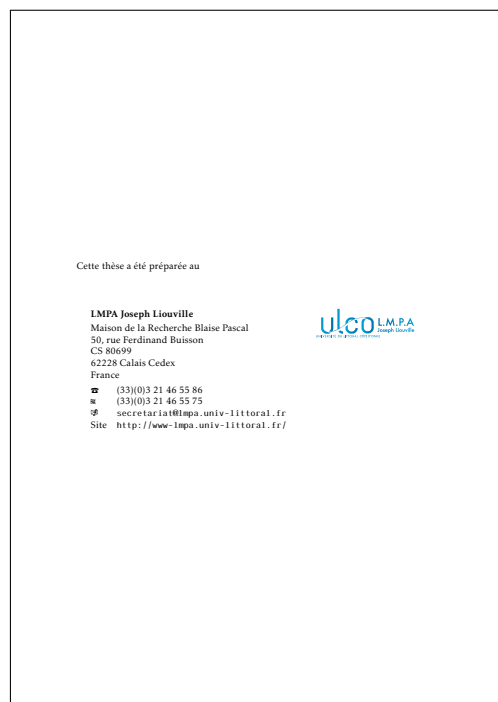 Cette thèse a été préparée au
LMPA Joseph Liouville
Maison de la Recherche Blaise Pascal
50, rue Ferdinand Buisson
CS 80699
62228 Calais Cedex
France
☎ (33)(0)3 21 46 55 86
(33)(0)3 21 46 55 75
secretariat@lmpa.univ-littoral.fr
Site http://www-lmpa.univ-littoral.fr/
ulco L.M.P.A
Joseph Liouville